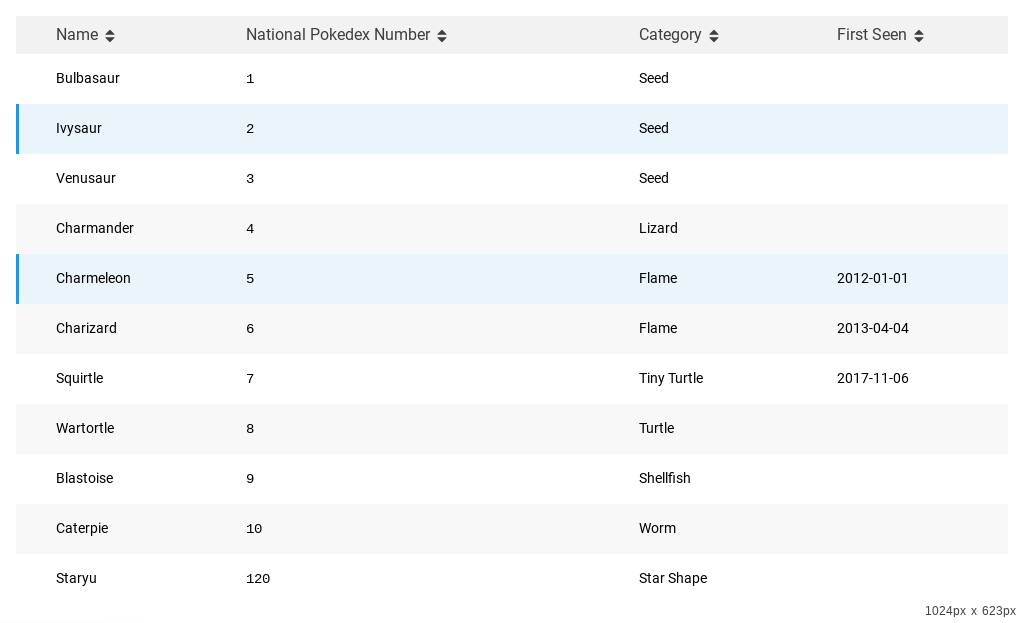 Name National Pokedex Number Category First Seen
Bulbasaur 1 Seed
Ivysaur 2 Seed
Venusaur 3 Seed
Charmander 4 Lizard
Charmeleon 5 Flame 2012-01-01
Charizard 6 Flame 2013-04-04
Squirtle 7 Tiny Turtle 2017-11-06
Wartortle 8 Turtle
Blastoise 9 Shellfish
Caterpie 10 Worm
Staryu 120 Star Shape
1024px x 623px